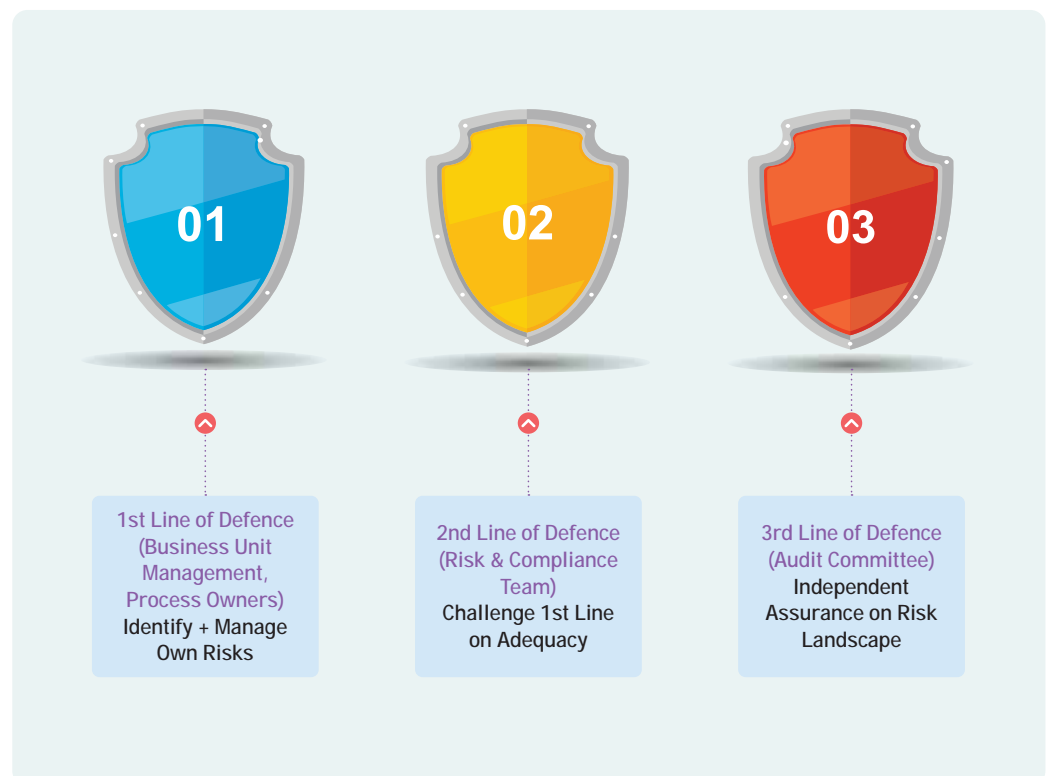 01
02
03
1st Line of Defence
(Business Unit
Management,
Process Owners)
Identify + Manage
Own Risks
2nd Line of Defence
(Risk & Compliance
Team)
Challenge 1st Line
on Adequacy
3rd Line of Defence
(Audit Committee)
Independent
Assurance on Risk
Landscape